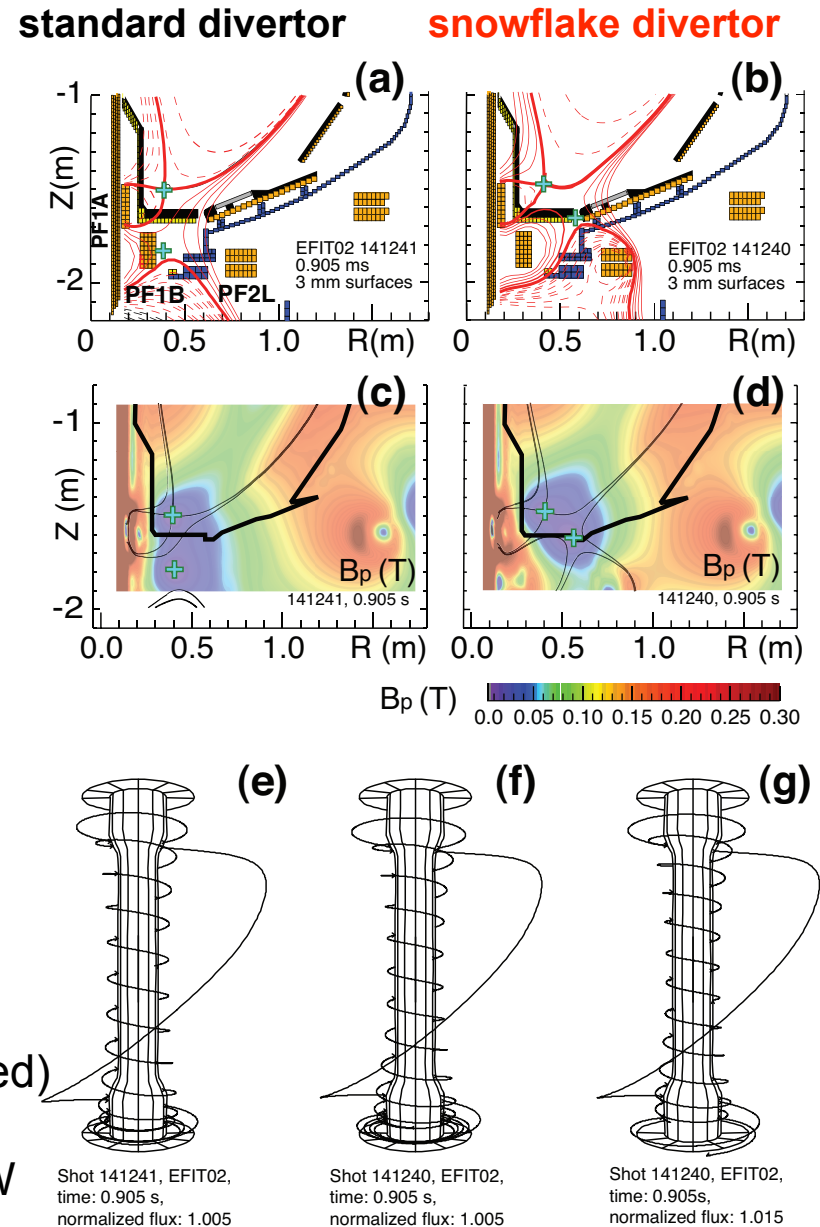 standard divertor
snowflake divertor
(a)
-1
Z(m)
-2
PF1A
PF1B
PF2L
EFIT02 141241
0.905 ms
3 mm surfaces
0 0.5 1.0 R(m)
(b)
EFIT02 141240
0.905 ms
3 mm surfaces
0 0.5 1.0 R(m)
(c)
-1
Z (m)
-2
Bp (T)
141241, 0.905 s
0.0 0.5 1.0 R (m)
(d)
Bp (T)
141240, 0.905 s
0.0 0.5 1.0 R (m)
Bp (T)
0.0 0.05 0.10 0.15 0.20 0.25 0.30
(e)
(f)
(g)
ed)
W
Shot 141241, EFIT02,
time: 0.905 s,
normalized flux: 1.005
Shot 141240, EFIT02,
time: 0.905 s,
normalized flux: 1.005
Shot 141240, EFIT02,
time: 0.905s,
normalized flux: 1.015